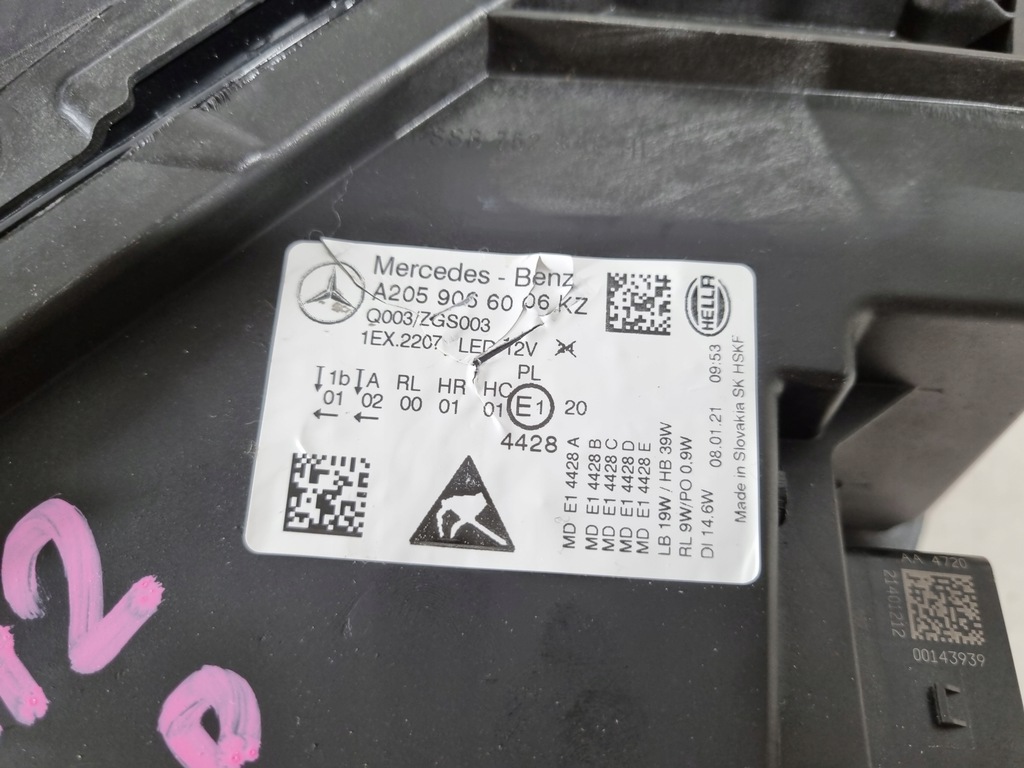 Mercedes - Benz
A205 906 60 06 KZ
Q003/ZGS003
1EX.2207 LED 12V
HELLA
PL
1b A RL HR HC
01 02 00 01 01 E1 20
4428
MD E1 4428 A
MD E1 4428 B
MD E1 4428 C
MD E1 4428 D
MD E1 4428 E
LB 19W / HB 39W
RL 9W/PO 0.9W
DI 14.6W 08.01.21 09:53
Made in Slovakia SK HSKF
AA 4720
00143939
2